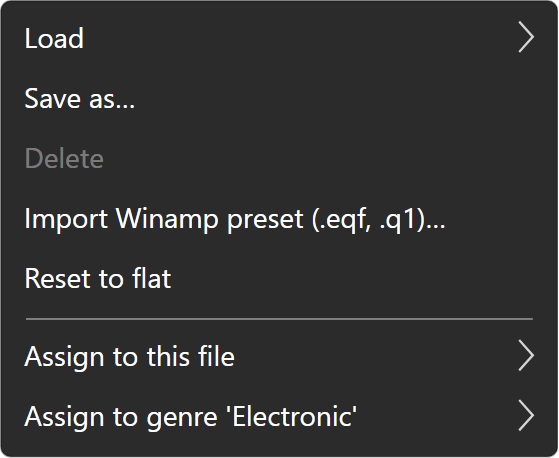 Load
Save as...
Delete
Import Winamp preset (.eqf, .q1)...
Reset to flat
Assign to this file
Assign to genre 'Electronic'